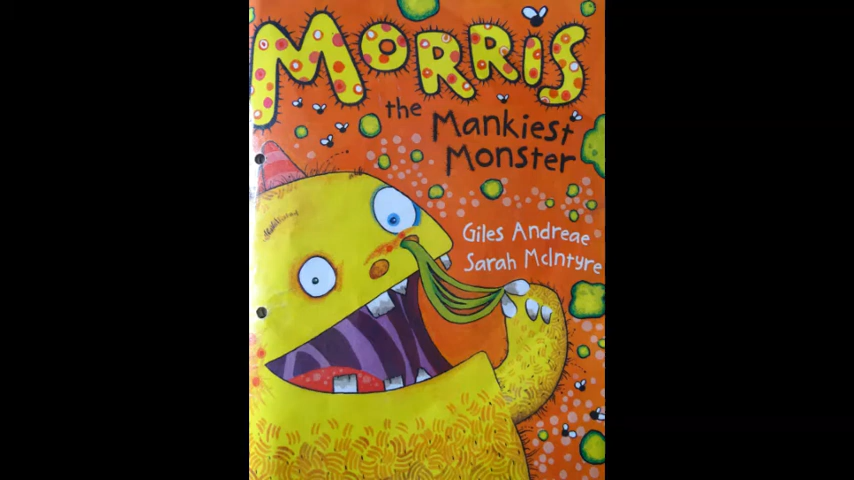 MORRIS
the Mankiest
Monster
Giles Andreae
Sarah McIntyre